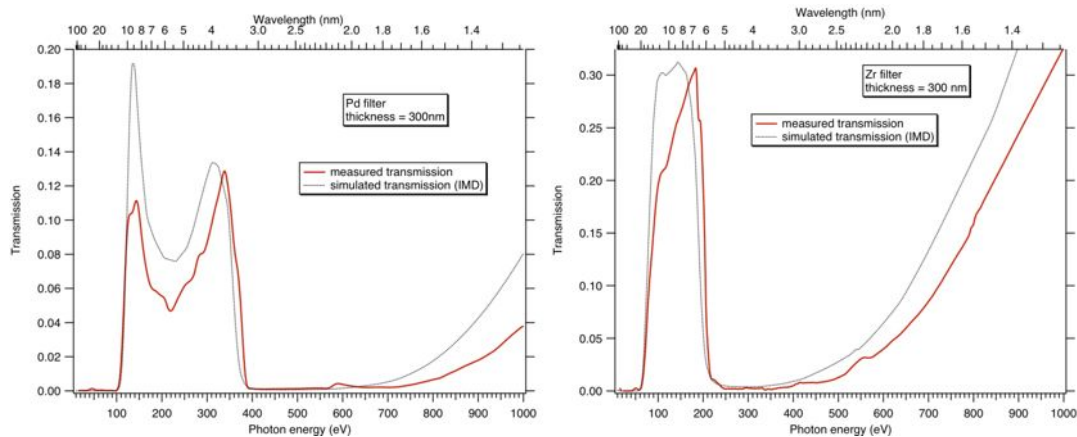 Wavelength (nm)
100 20 10 8 7 6 5 4 3.0 2.5 2.0 1.8 1.6 1.4
0.20
0.18
0.16
0.14
0.12
0.10
0.08
0.06
0.04
0.02
0.00
Transmission
Pd filter
thickness = 300nm
measured transmission
simulated transmission (IMD)
100 200 300 400 500 600 700 800 900 1000
Photon energy (eV)
Wavelength (nm)
100 20 10 8 7 6 5 4 3.0 2.5 2.0 1.8 1.6 1.4
0.30
0.25
0.20
0.15
0.10
0.05
0.00
Transmission
Zr filter
thickness = 300 nm
measured transmission
simulated transmission (IMD)
100 200 300 400 500 600 700 800 900 1000
Photon energy (eV)